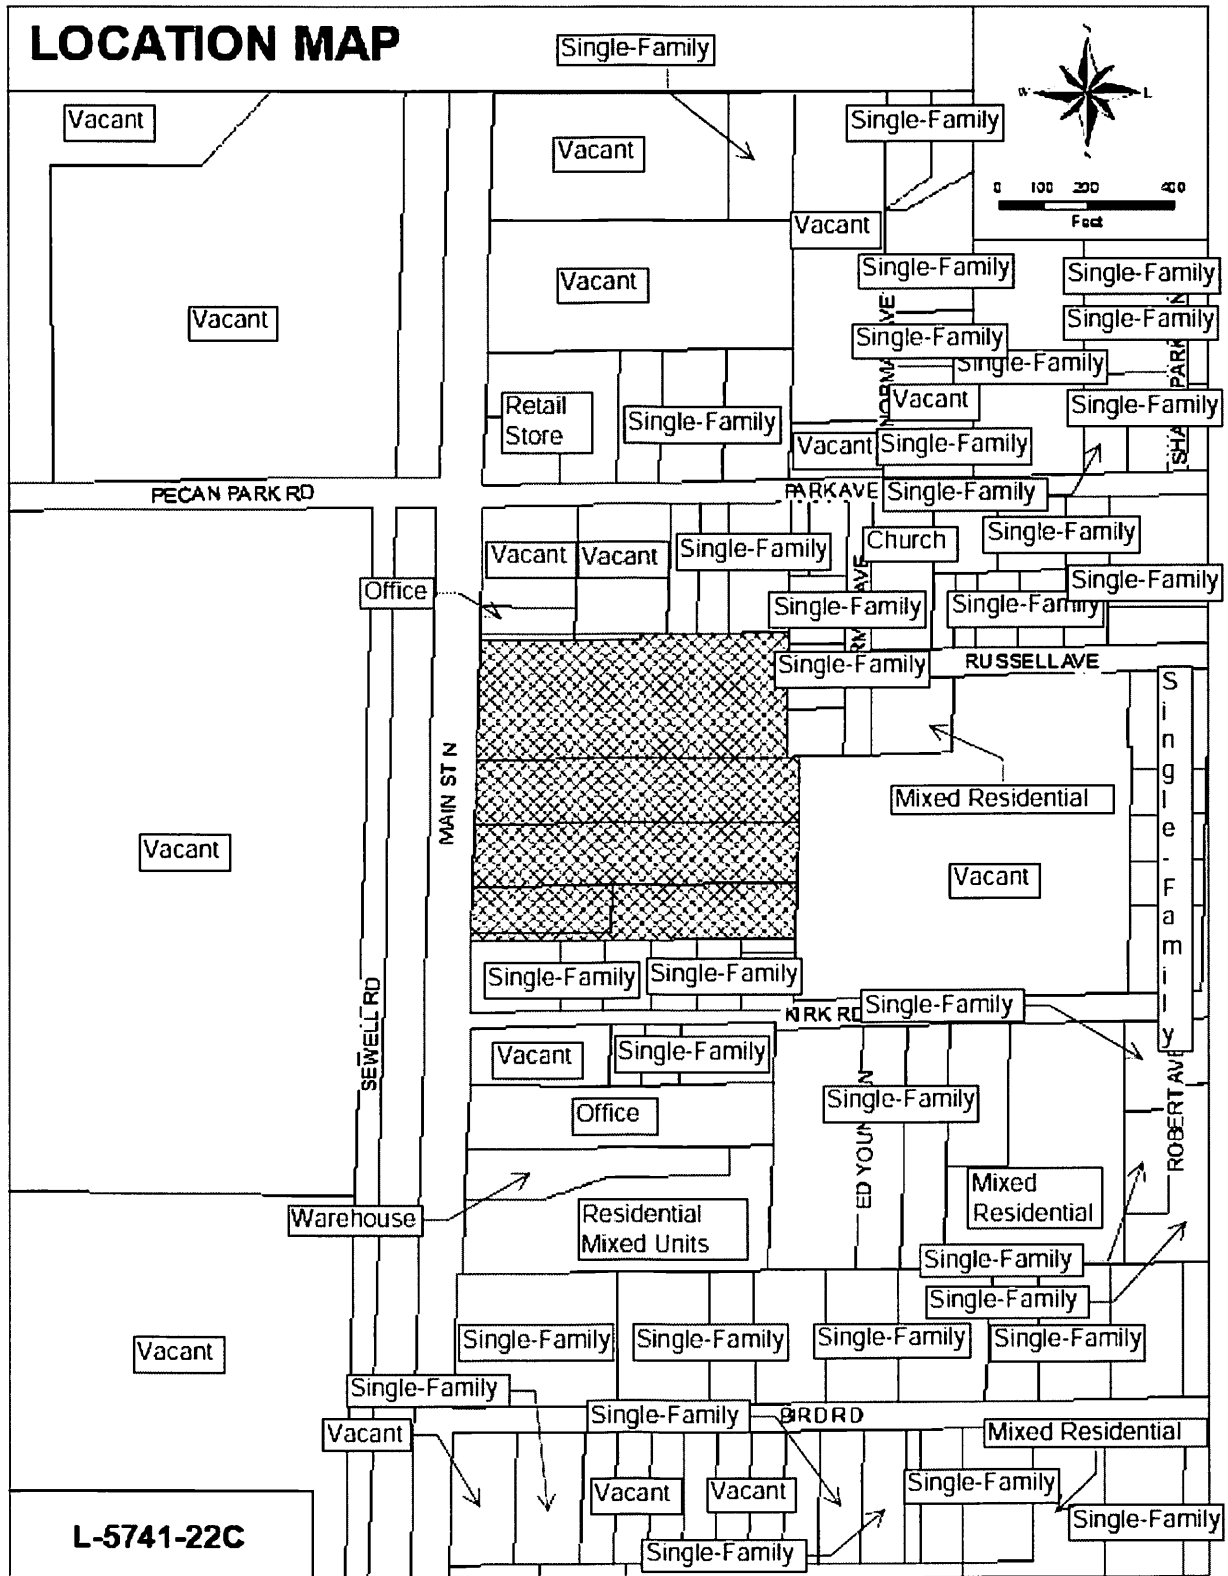 LOCATION MAP
Single-Family
Vacant
Vacant
Single-Family
W
0 100 200 400
Feet
Vacant
Vacant
Single-Family
Single-Family
Vacant
Single-Family
Single-Family
Single-Family
Vacant
Single-Family
Retail
Store
Single-Family
Vacant
Single-Family
PECAN PARK RD
PARK AVE
Single-Family
Vacant
Vacant
Single-Family
Church
Single-Family
Office
Single-Family
Single-Family
Single-Family
Single-Family
RUSSELL AVE
MAIN ST N
Mixed Residential
Single-Family
Vacant
Vacant
Single-Family
Single-Family
SEWELL RD
KIRK RD
Single-Family
Vacant
Single-Family
Office
Single-Family
ROBERT AVE
Warehouse
Residential
Mixed Units
Mixed
Residential
Single-Family
Single-Family
Vacant
Single-Family
Single-Family
Single-Family
Single-Family
Single-Family
Single-Family
BIRD RD
Vacant
Mixed Residential
Vacant
Vacant
Single-Family
Single-Family
Single-Family
L-5741-22C